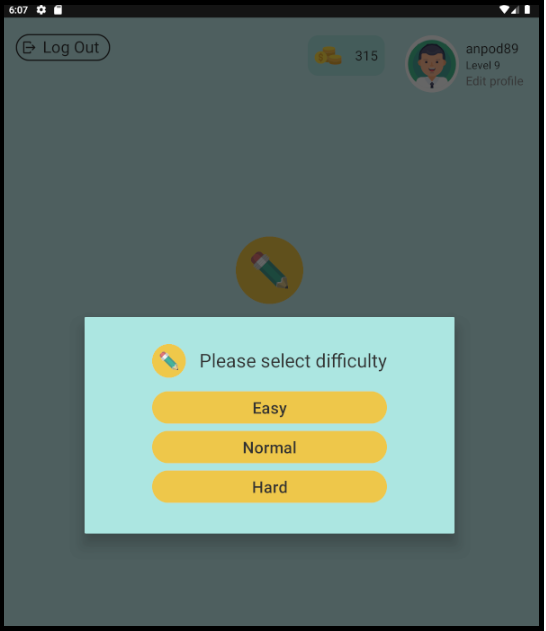 6:07
Log Out
315
anpod89
Level 9
Edit profile
Please select difficulty
Easy
Normal
Hard